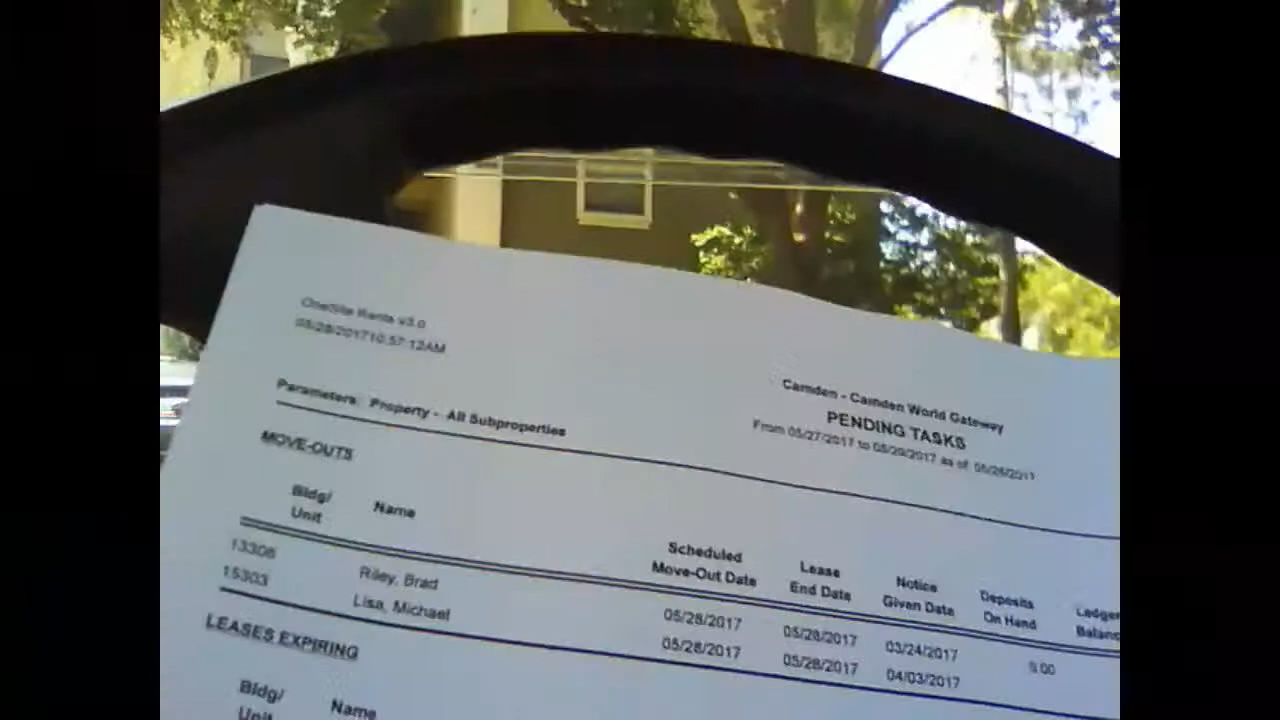 OneSite Rents v3.0
05/28/2017 10:57:12AM
Camden - Camden World Gateway
PENDING TASKS
From 05/27/2017 to 05/29/2017 as of 05/28/2017
Parameters: Property - All Subproperties
MOVE-OUTS
Bldg/ Unit Name Scheduled Move-Out Date Lease End Date Notice Given Date Deposits On Hand Ledger
13308 Riley, Brad 05/28/2017 05/28/2017 03/24/2017 0.00
15303 Lisa, Michael 05/28/2017 05/28/2017 04/03/2017
LEASES EXPIRING
Bldg/ Name
Unit